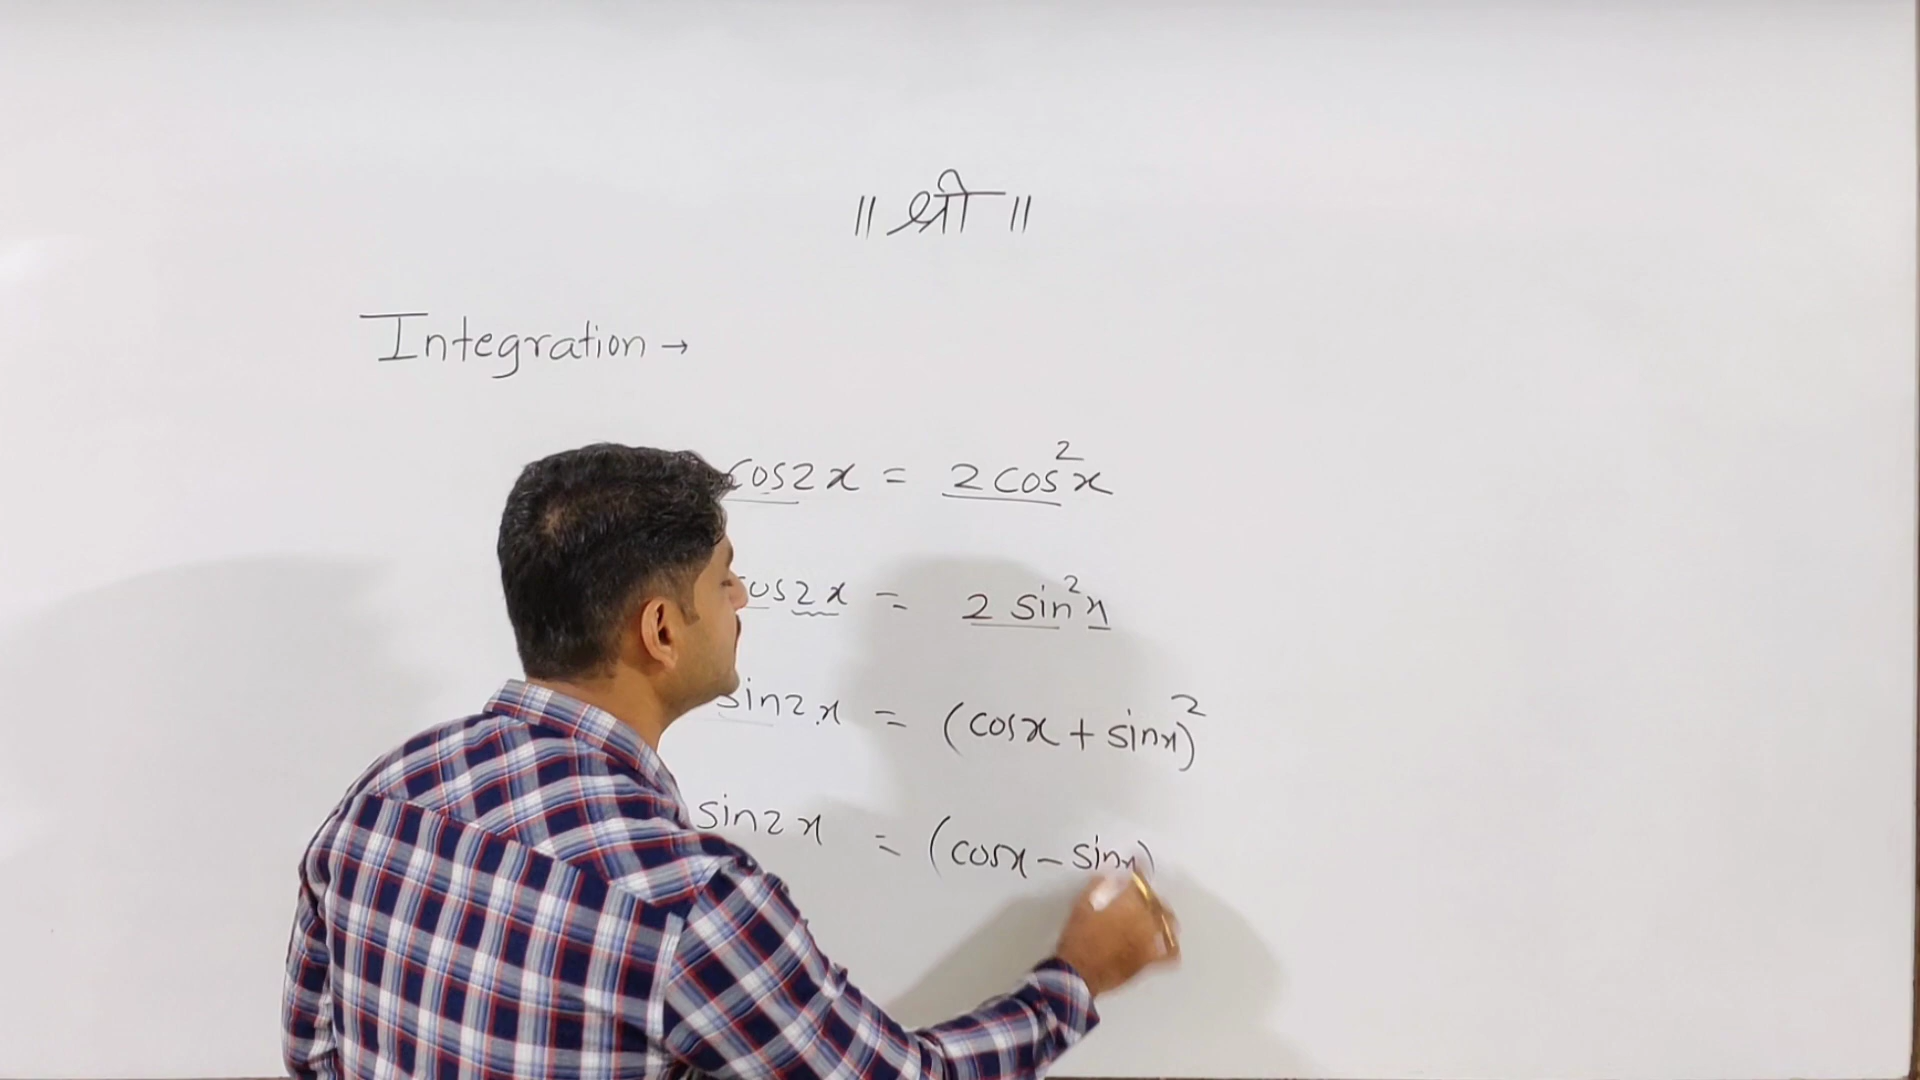 ॥ श्री ॥
Integration →
cos2x = 2cos²x
cos2x = 2 sin²x
sin2x = (cosx + sinx)²
sin2x = (cosx - sinx)